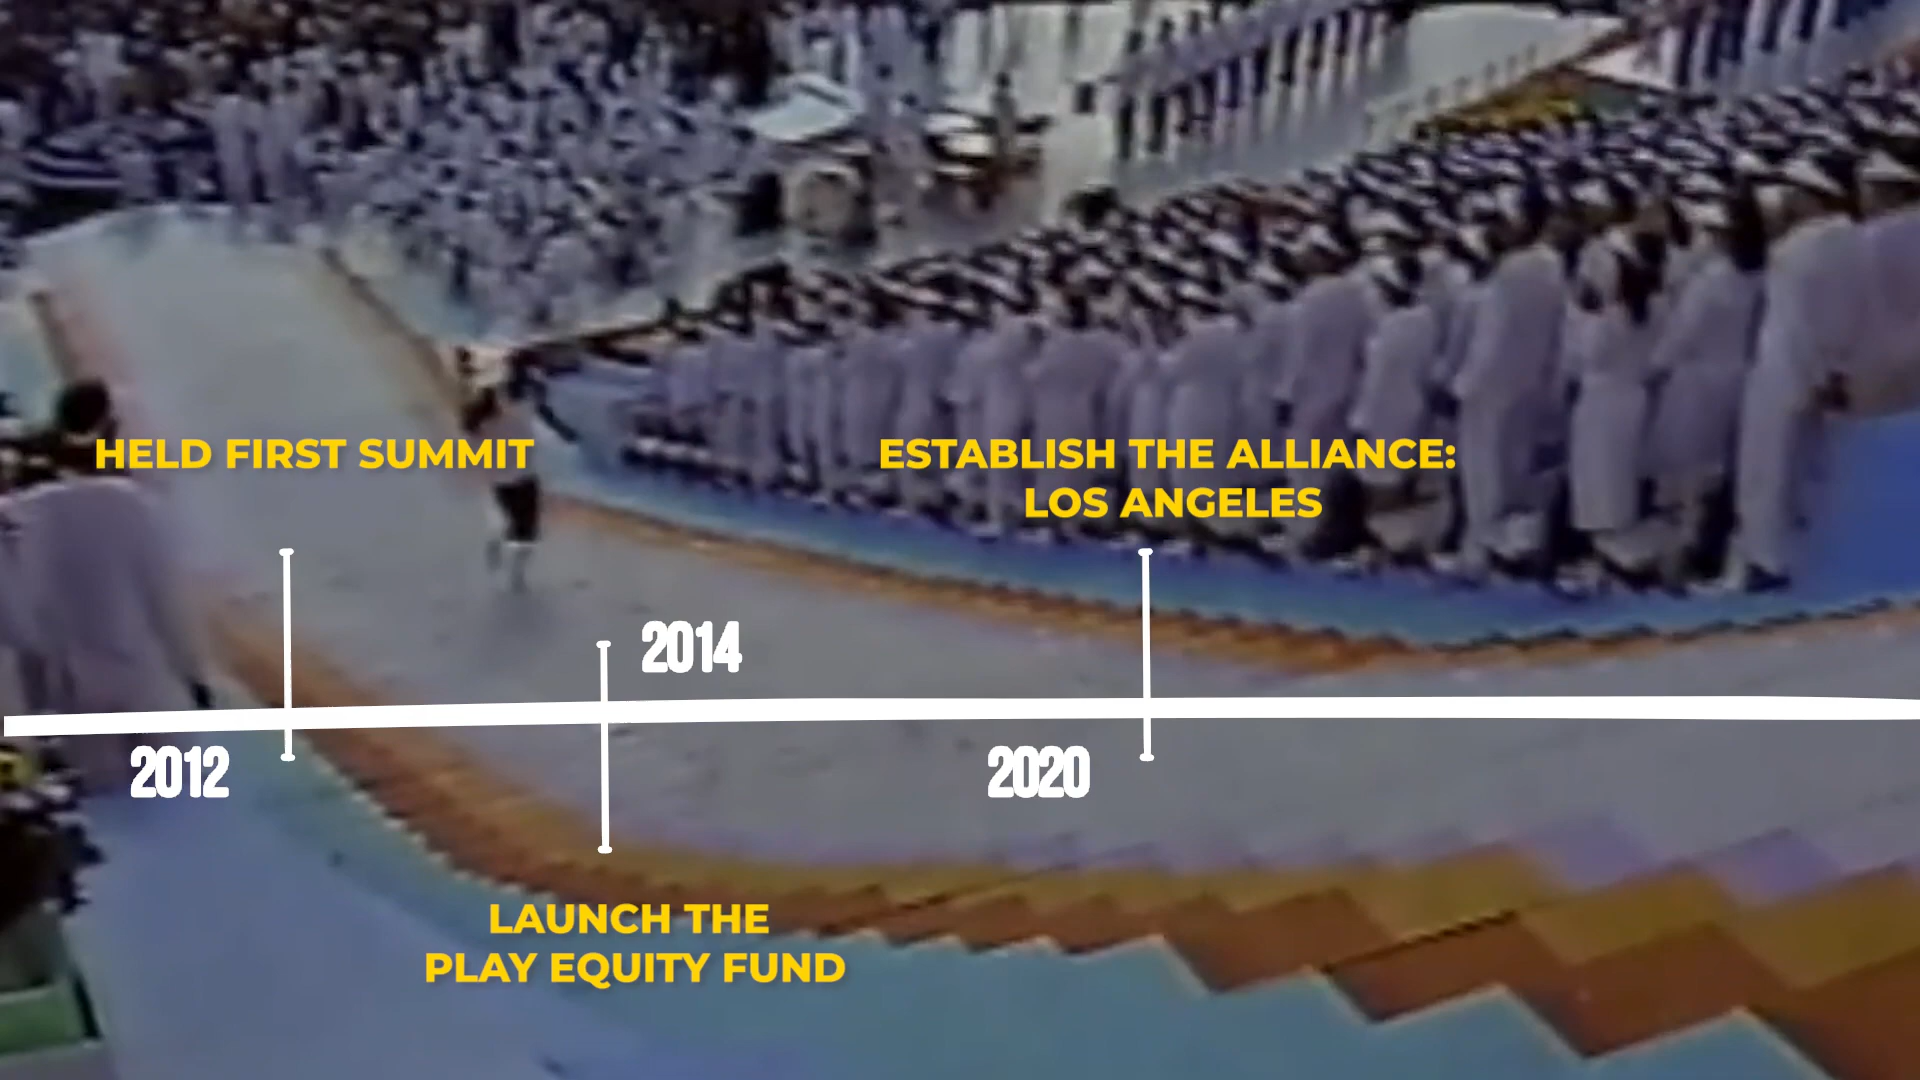 HELD FIRST SUMMIT
2012
2014
LAUNCH THE
PLAY EQUITY FUND
ESTABLISH THE ALLIANCE:
LOS ANGELES
2020